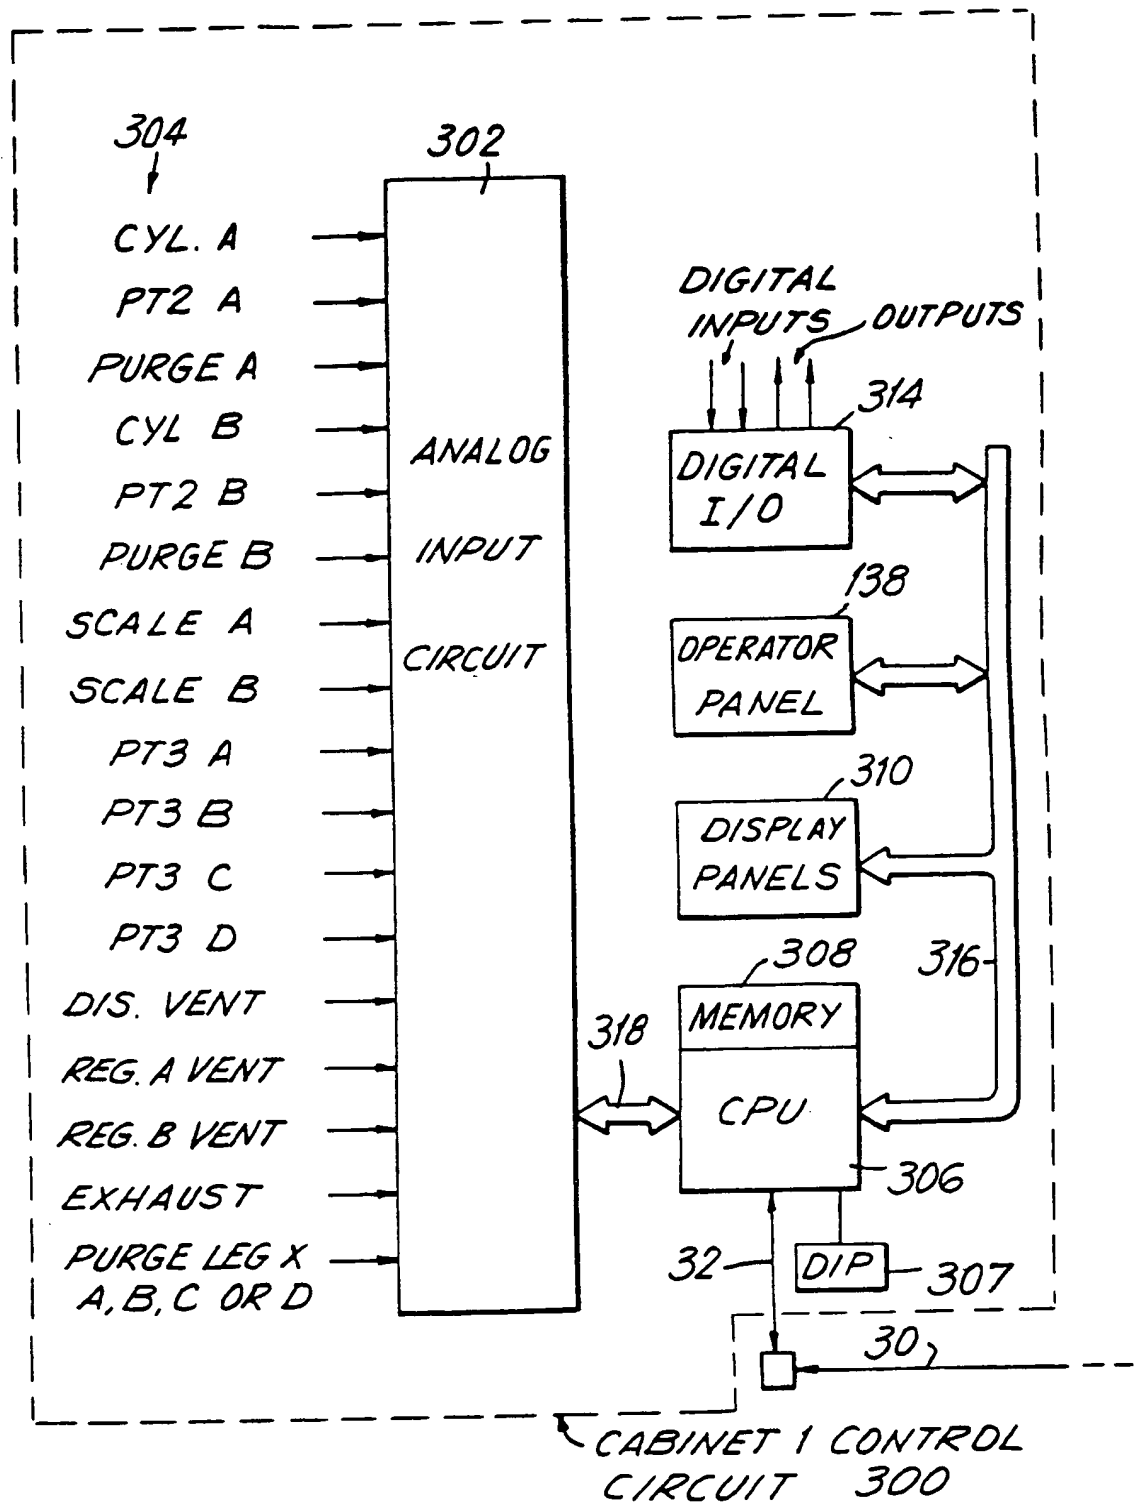 304
302
CYL. A
PT2 A
PURGE A
CYL B
PT2 B
PURGE B
SCALE A
SCALE B
PT3 A
PT3 B
PT3 C
PT3 D
DIS. VENT
REG. A VENT
REG. B VENT
EXHAUST
PURGE LEG X
A, B, C OR D
ANALOG
INPUT
CIRCUIT
DIGITAL
INPUTS
OUTPUTS
314
DIGITAL
I/O
138
OPERATOR
PANEL
310
DISPLAY
PANELS
316
308
MEMORY
318
CPU
306
32
DIP
307
30
CABINET 1 CONTROL
CIRCUIT 300